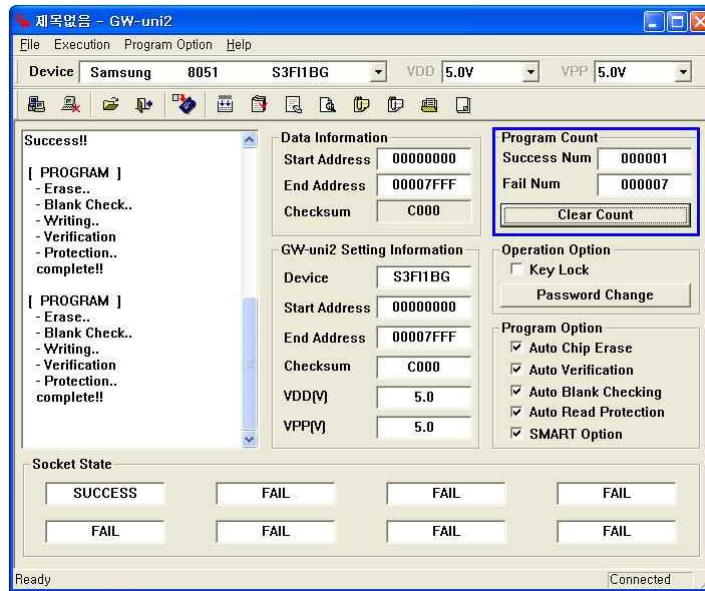 제목없음 - GW-uni2
File Execution Program Option Help
Device Samsung 8051 S3FI1BG VDD 5.0V VPP 5.0V
Success!!
[ PROGRAM ]
- Erase..
- Blank Check..
- Writing..
- Verification
- Protection..
complete!!
[ PROGRAM ]
- Erase..
- Blank Check..
- Writing..
- Verification
- Protection..
complete!!
Data Information
Start Address 00000000
End Address 00007FFF
Checksum C000
GW-uni2 Setting Information
Device S3FI1BG
Start Address 00000000
End Address 00007FFF
Checksum C000
VDD(V) 5.0
VPP(V) 5.0
Program Count
Success Num 000001
Fail Num 000007
Clear Count
Operation Option
Key Lock
Password Change
Program Option
Auto Chip Erase
Auto Verification
Auto Blank Checking
Auto Read Protection
SMART Option
Socket State
SUCCESS FAIL FAIL FAIL
FAIL FAIL FAIL FAIL
Ready Connected